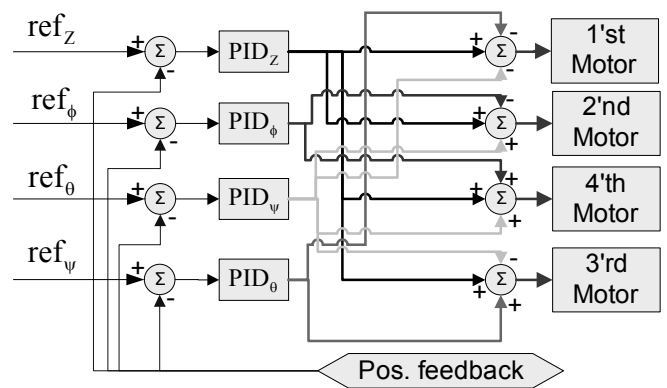 ref_Z + Σ - PID_Z + Σ - - 1'st Motor
ref_ϕ + Σ - PID_ϕ + Σ - + 2'nd Motor
ref_θ + Σ - PID_ψ + Σ + + 4'th Motor
ref_ψ + Σ - PID_θ + Σ - + 3'rd Motor
Pos. feedback